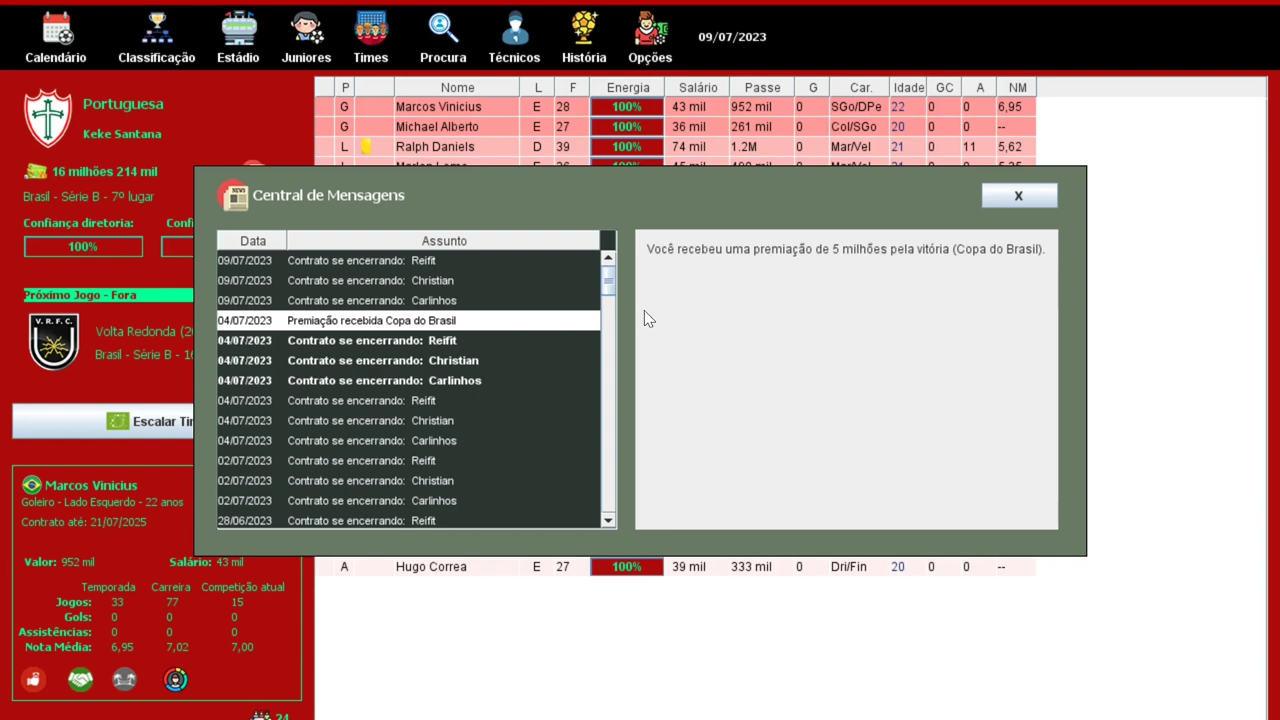 Calendário Classificação Estádio Juniores Times Procura Técnicos História Opções 09/07/2023
Portuguesa
Keke Santana
16 milhões 214 mil
Brasil - Série B - 7º lugar
Confiança diretoria:
100%
Próximo Jogo - Fora
V. R. F. C.
Volta Redonda
Brasil - Série B -
Escalar
Marcos Vinicius
Goleiro - Lado Esquerdo - 22 anos
Contrato até: 21/07/2025
Valor: 952 mil Salário: 43 mil
Temporada Carreira Competição atual
Jogos: 33 77 15
Gols: 0 0 0
Assistências: 0 0 0
Nota Média: 6,95 7,02 7,00
24
P Nome L F Energia Salário Passe G Car. Idade GC A NM
G Marcos Vinicius E 28 100% 43 mil 952 mil 0 SGo/DPe 22 0 0 6,95
G Michael Alberto E 27 100% 36 mil 261 mil 0 Col/SGo 20 0 0 --
L Ralph Daniels D 39 100% 74 mil 1.2M 0 Mar/Vel 21 0 11 5,62
NEWS
Central de Mensagens
X
Data Assunto
09/07/2023 Contrato se encerrando: Reifit
09/07/2023 Contrato se encerrando: Christian
09/07/2023 Contrato se encerrando: Carlinhos
04/07/2023 Premiação recebida Copa do Brasil
04/07/2023 Contrato se encerrando: Reifit
04/07/2023 Contrato se encerrando: Christian
04/07/2023 Contrato se encerrando: Carlinhos
04/07/2023 Contrato se encerrando: Reifit
04/07/2023 Contrato se encerrando: Christian
04/07/2023 Contrato se encerrando: Carlinhos
02/07/2023 Contrato se encerrando: Reifit
02/07/2023 Contrato se encerrando: Christian
02/07/2023 Contrato se encerrando: Carlinhos
28/06/2023 Contrato se encerrando: Reifit
Você recebeu uma premiação de 5 milhões pela vitória (Copa do Brasil).
A Hugo Correa E 27 100% 39 mil 333 mil 0 Dri/Fin 20 0 0 --